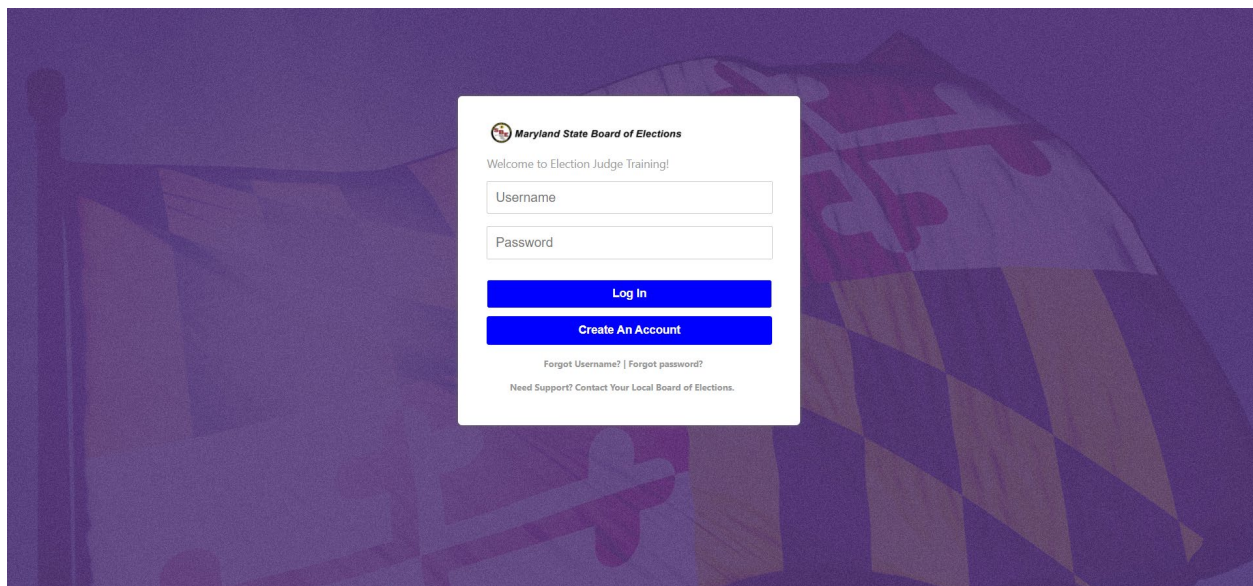 Maryland State Board of Elections
Welcome to Election Judge Training!
Username
Password
Log In
Create An Account
Forgot Username? | Forgot password?
Need Support? Contact Your Local Board of Elections.